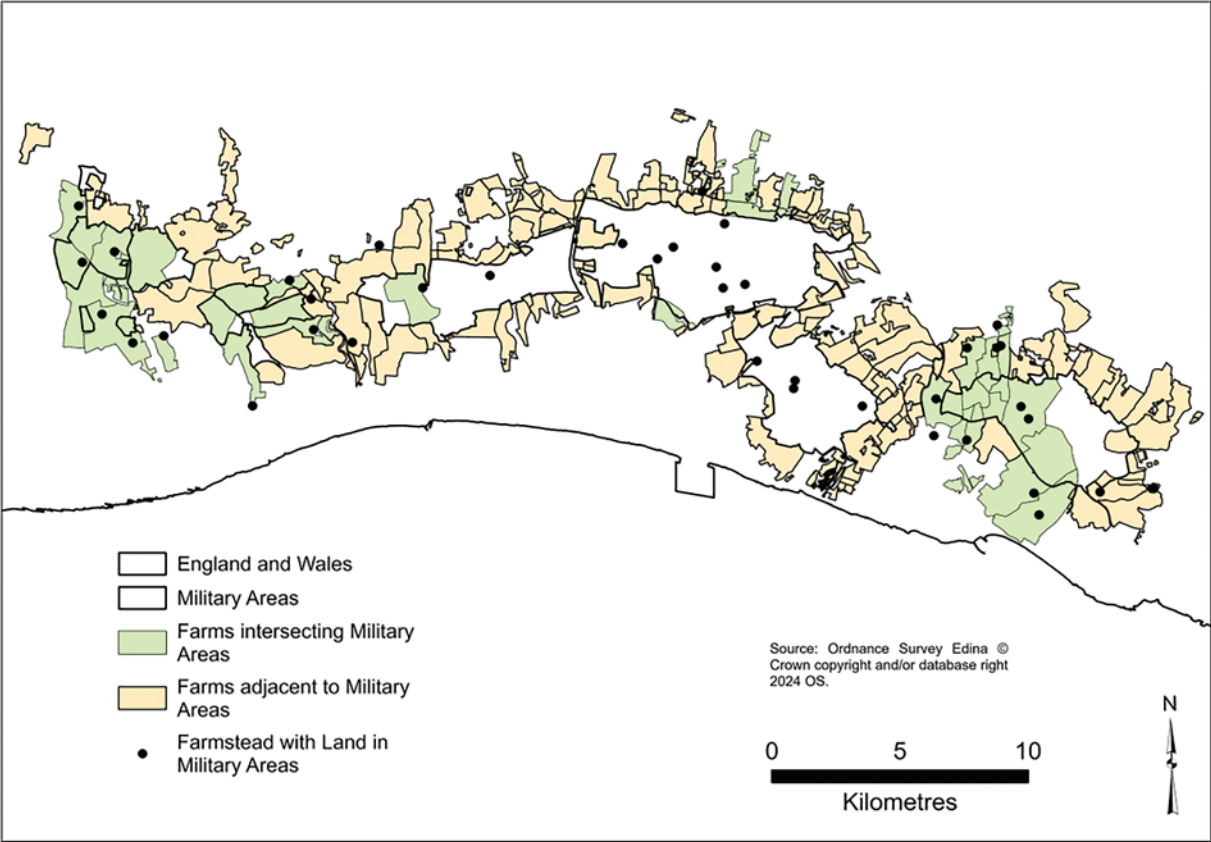 England and Wales
Military Areas
Farms intersecting Military
Areas
Farms adjacent to Military
Areas
Farmstead with Land in
Military Areas
Source: Ordnance Survey Edina ©
Crown copyright and/or database right
2024 OS.
N
0 5 10
Kilometres